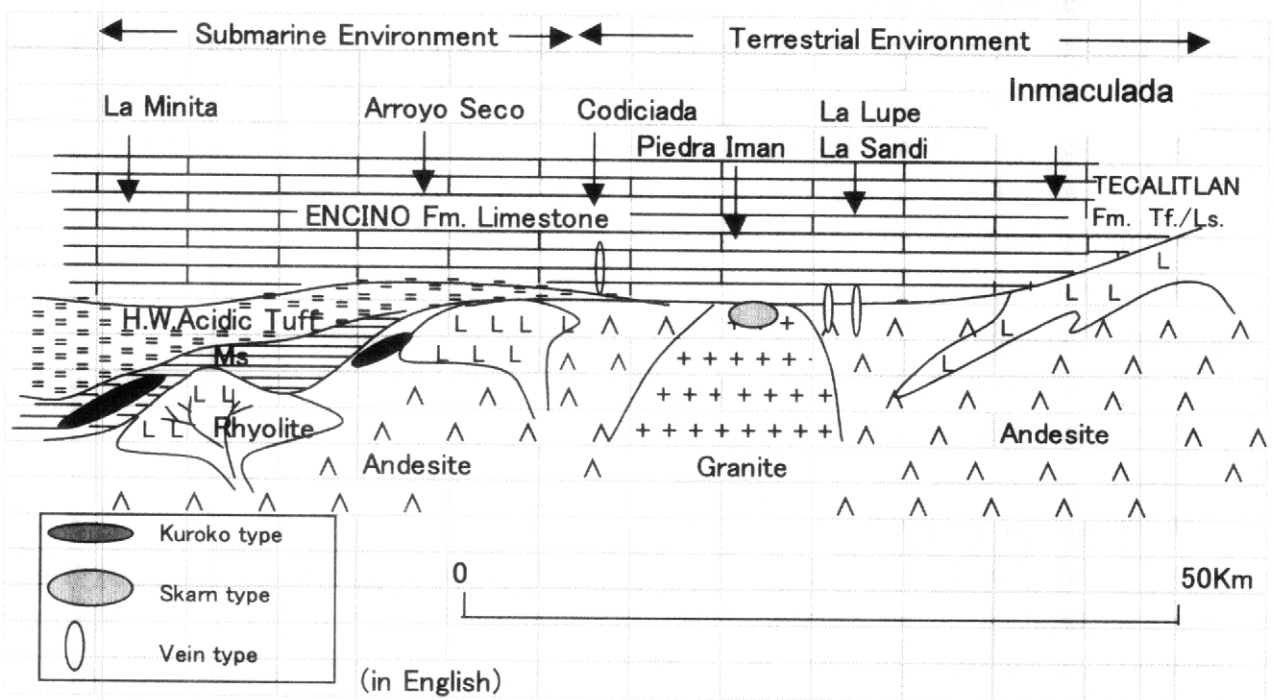 Submarine Environment
Terrestrial Environment
Inmaculada
La Minita
Arroyo Seco
Codiciada
La Lupe
Piedra Iman
La Sandi
TECALITLAN
ENCINO Fm. Limestone
Fm. Tf./Ls.
H.W.Acidic Tuff
Ms
Rhyolite
Andesite
Granite
Andesite
Kuroko type
Skarn type
Vein type
0
50Km
(in English)